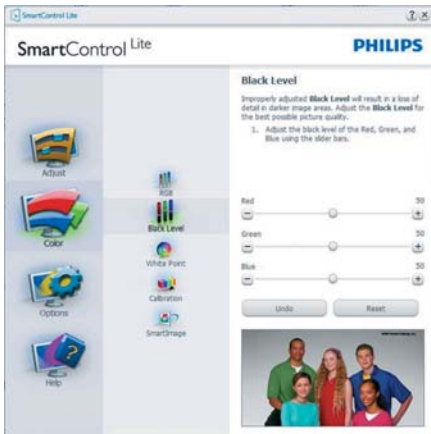 SmartControl Lite
? ×
SmartControl Lite
PHILIPS
Adjust
Color
Options
Help
RGB
Black Level
White Point
Calibration
SmartImage
Black Level
Improperly adjusted Black Level will result in a loss of
detail in darker image areas. Adjust the Black Level for
the best possible picture quality.
1. Adjust the black level of the Red, Green, and
Blue using the slider bars.
Red 50
Green 50
Blue 50
Undo Reset